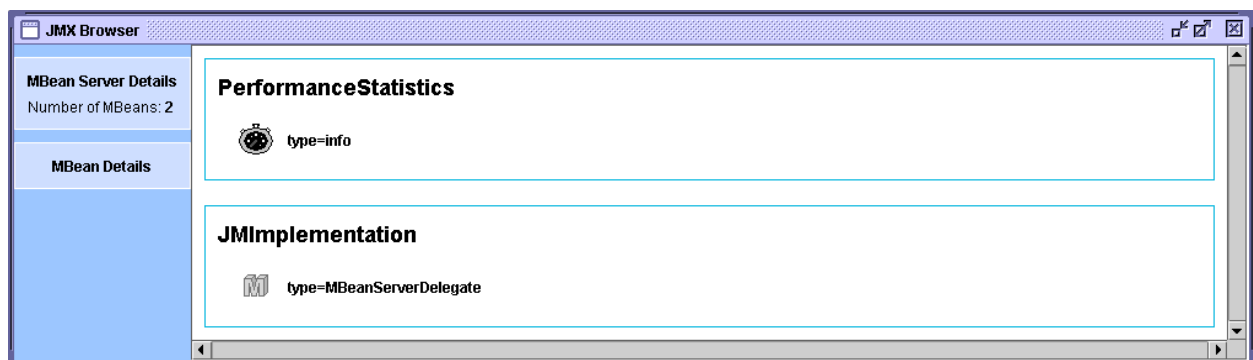 JMX Browser
MBean Server Details
Number of MBeans: 2
MBean Details
PerformanceStatistics
type=info
JMImplementation
type=MBeanServerDelegate